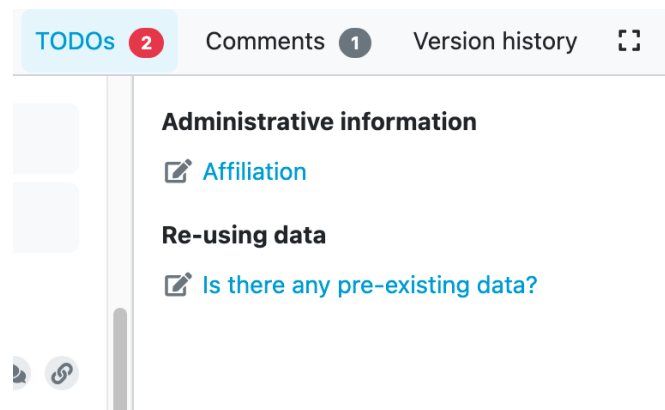 TODOs 2 Comments 1 Version history
Administrative information
Affiliation
Re-using data
Is there any pre-existing data?